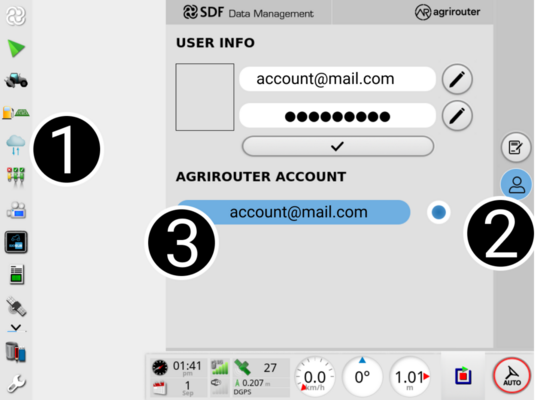 SDF Data Management
agrirouter
USER INFO
account@mail.com
●●●●●●●●●
AGRIROUTER ACCOUNT
account@mail.com
1
2
3
01:41
pm
1
Sep
27
0.207 m
DGPS
0.0
km/h
0°
1.01
m
AUTO